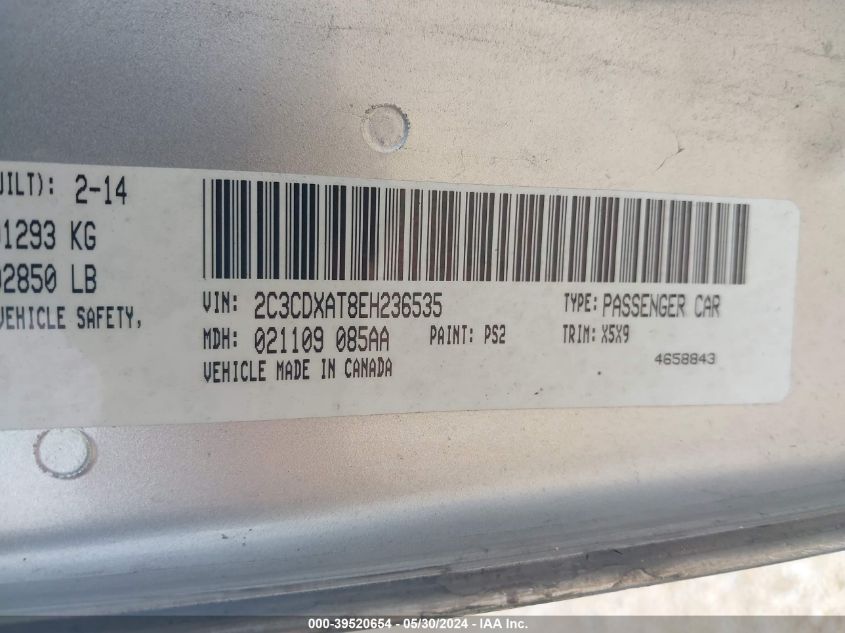 UILT): 2-14
1293 KG
2850 LB
VEHICLE SAFETY,
VIN: 2C3CDXAT8EH236535 TYPE: PASSENGER CAR
MDH: 021109 085AA PAINT: PS2 TRIM: X5X9
VEHICLE MADE IN CANADA 4658843
000-39520654 - 05/30/2024 - IAA Inc.